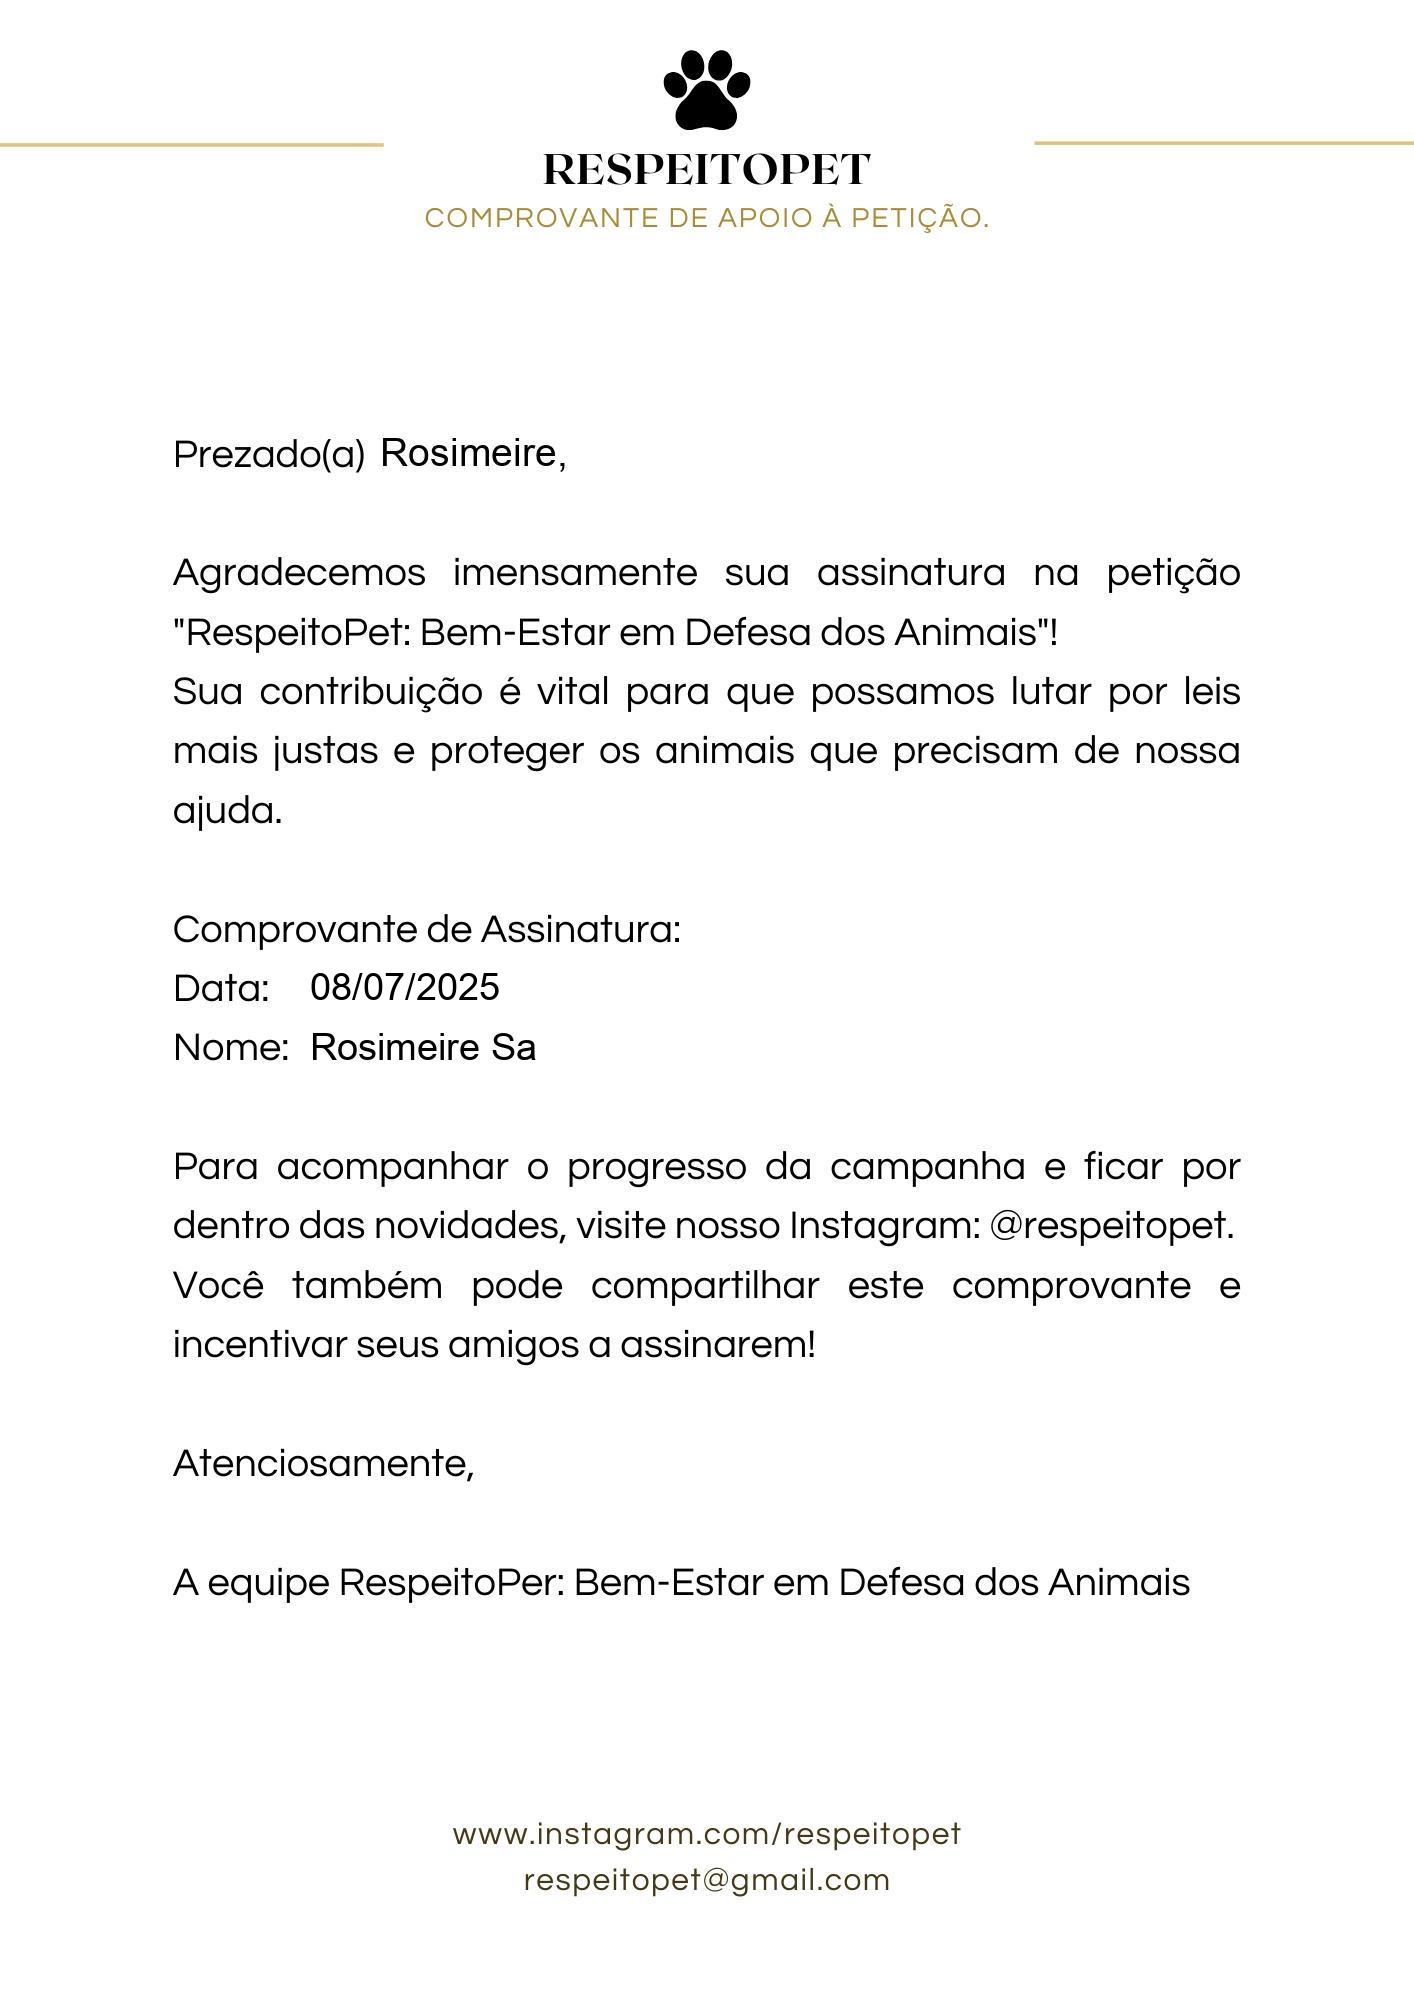 RESPEITOPET
COMPROVANTE DE APOIO À PETIÇÃO.
Prezado(a) Rosimeire,
Agradecemos imensamente sua assinatura na petição
"RespeitoPet: Bem-Estar em Defesa dos Animais"!
Sua contribuição é vital para que possamos lutar por leis
mais justas e proteger os animais que precisam de nossa
ajuda.
Comprovante de Assinatura:
Data: 08/07/2025
Nome: Rosimeire Sa
Para acompanhar o progresso da campanha e ficar por
dentro das novidades, visite nosso Instagram: @respeitopet.
Você também pode compartilhar este comprovante e
incentivar seus amigos a assinarem!
Atenciosamente,
A equipe RespeitoPer: Bem-Estar em Defesa dos Animais
www.instagram.com/respeitopet
respeitopet@gmail.com